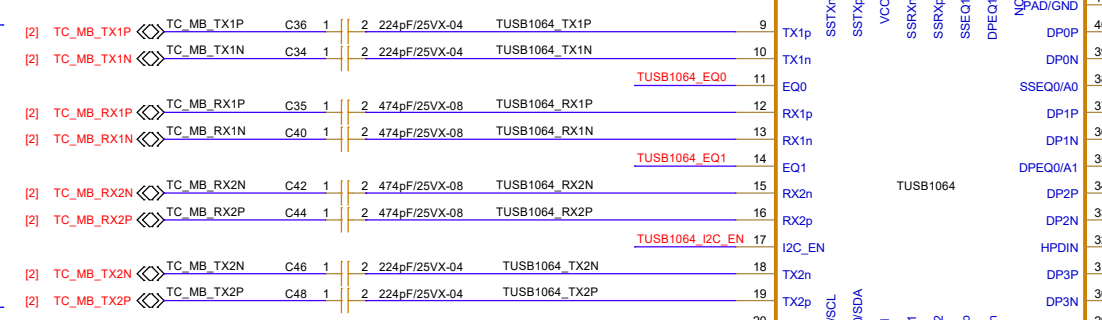 [2] TC_MB_TX1P TC_MB_TX1P C36 1 2 224pF/25VX-04 TUSB1064_TX1P 9 TX1p
[2] TC_MB_TX1N TC_MB_TX1N C34 1 2 224pF/25VX-04 TUSB1064_TX1N 10 TX1n
TUSB1064_EQ0 11 EQ0
[2] TC_MB_RX1P TC_MB_RX1P C35 1 2 474pF/25VX-08 TUSB1064_RX1P 12 RX1p
[2] TC_MB_RX1N TC_MB_RX1N C40 1 2 474pF/25VX-08 TUSB1064_RX1N 13 RX1n
TUSB1064_EQ1 14 EQ1
[2] TC_MB_RX2N TC_MB_RX2N C42 1 2 474pF/25VX-08 TUSB1064_RX2N 15 RX2n
[2] TC_MB_RX2P TC_MB_RX2P C44 1 2 474pF/25VX-08 TUSB1064_RX2P 16 RX2p
TUSB1064_I2C_EN 17 I2C_EN
[2] TC_MB_TX2N TC_MB_TX2N C46 1 2 224pF/25VX-04 TUSB1064_TX2N 18 TX2n
[2] TC_MB_TX2P TC_MB_TX2P C48 1 2 224pF/25VX-04 TUSB1064_TX2P 19 TX2p
TUSB1064
VCC
PAD/GND
DP0P
DP0N
SSEQ0/A0
DP1P
DP1N
DPEQ0/A1
DP2P
DP2N
HPDIN
DP3P
DP3N